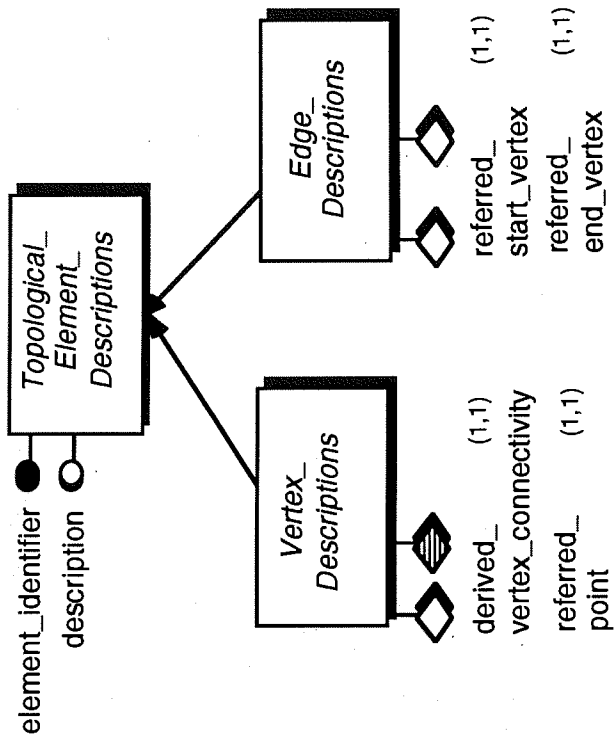 element_identifier
description
Topological_
Element_
Descriptions
Vertex_
Descriptions
Edge_
Descriptions
derived_ (1,1)
vertex_connectivity
referred_ (1,1)
point
referred_ (1,1)
start_vertex
referred_ (1,1)
end_vertex